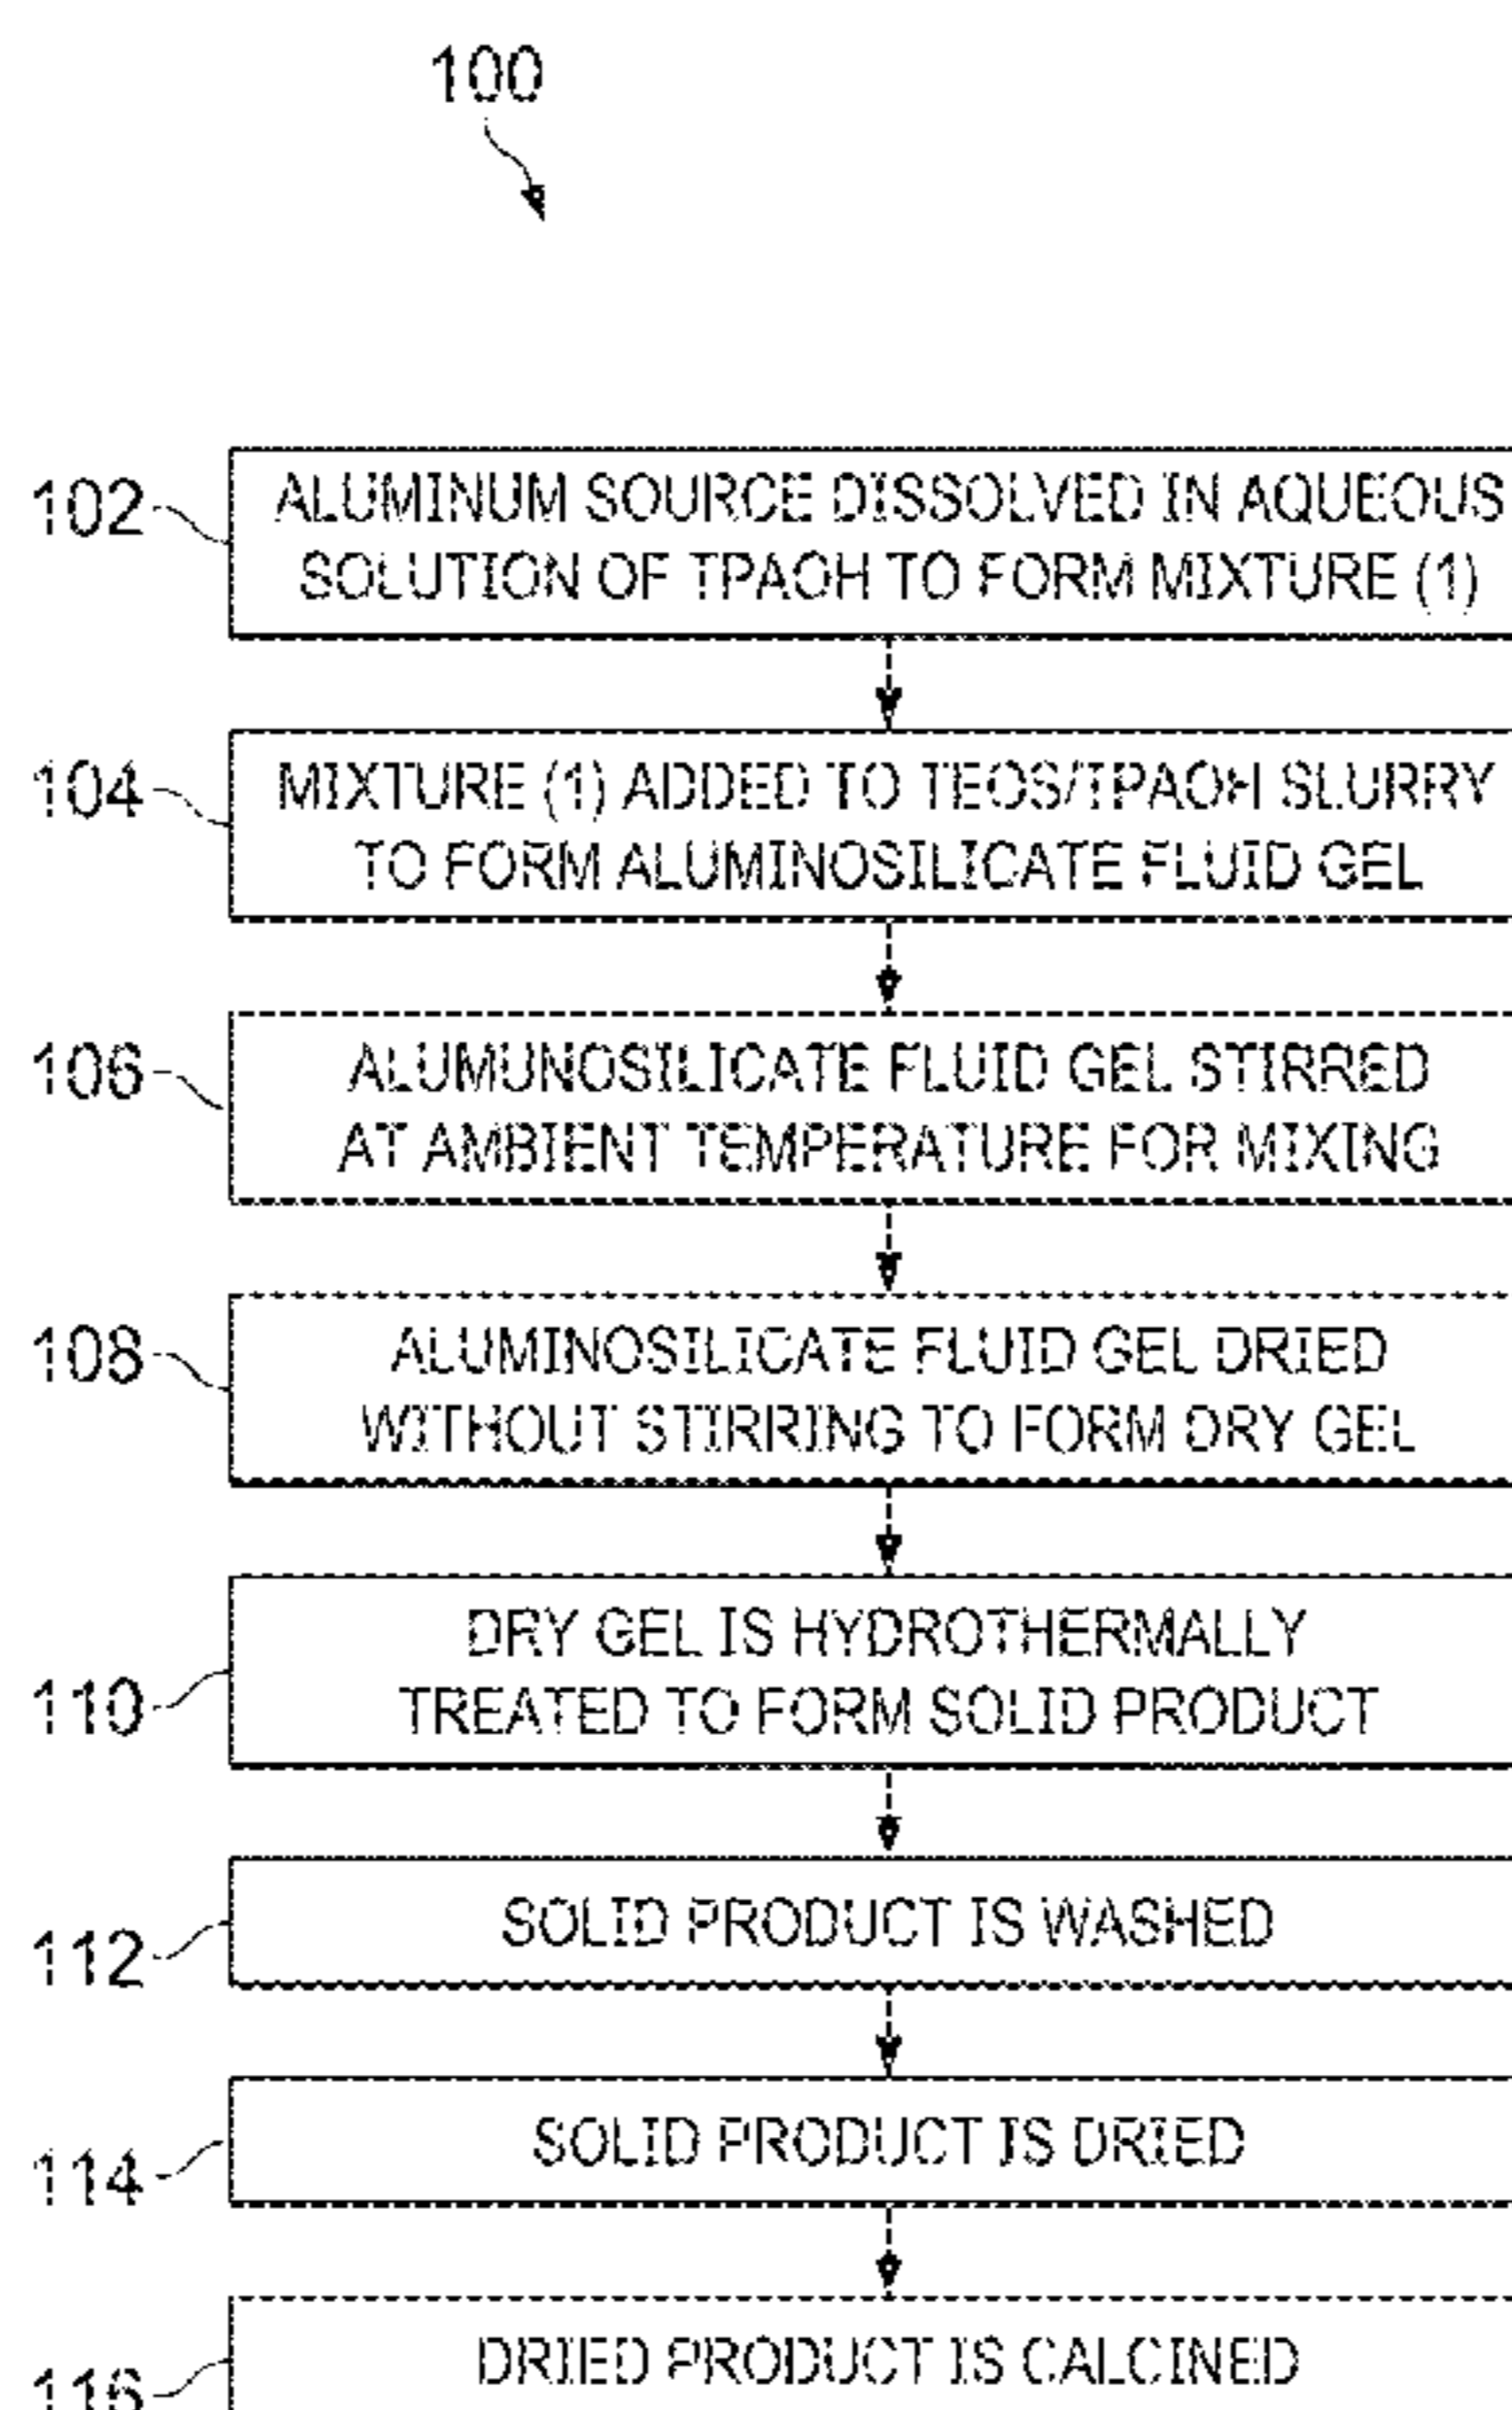 100
102
ALUMINUM SOURCE DISSOLVED IN AQUEOUS
SOLUTION OF TPAOH TO FORM MIXTURE (1)
104
MIXTURE (1) ADDED TO TEOS/TPAOH SLURRY
TO FORM ALUMINOSILICATE FLUID GEL
106
ALUMUNOSILICATE FLUID GEL STIRRED
AT AMBIENT TEMPERATURE FOR MIXING
108
ALUMINOSILICATE FLUID GEL DRIED
WITHOUT STIRRING TO FORM DRY GEL
110
DRY GEL IS HYDROTHERMALLY
TREATED TO FORM SOLID PRODUCT
112
SOLID PRODUCT IS WASHED
114
SOLID PRODUCT IS DRIED
116
DRIED PRODUCT IS CALCINED